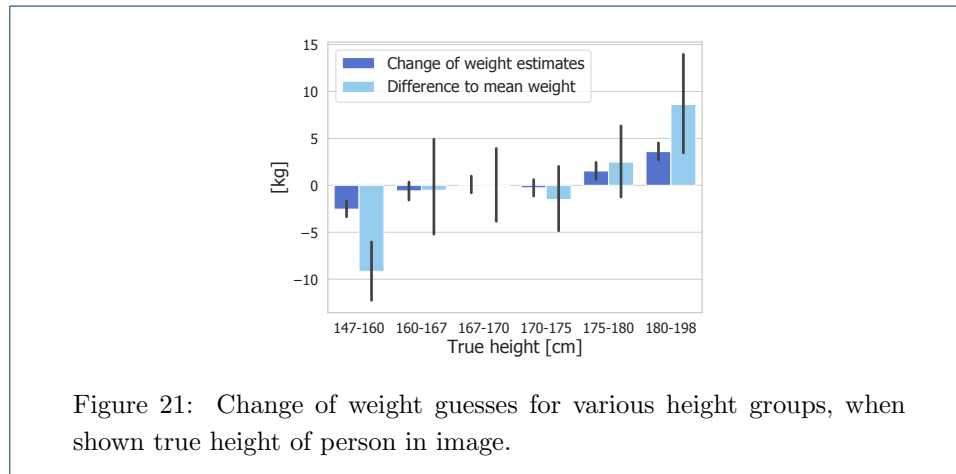 15
10
5
0
−5
−10
[kg]
Change of weight estimates
Difference to mean weight
147-160 160-167 167-170 170-175 175-180 180-198
True height [cm]
Figure 21: Change of weight guesses for various height groups, when
shown true height of person in image.